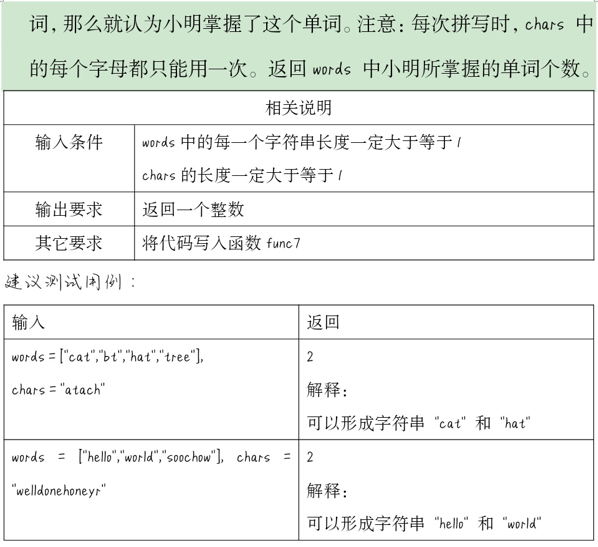 词，那么就认为小明掌握了这个单词。注意：每次拼写时，chars 中
的每个字母都只能用一次。返回 words 中小明所掌握的单词个数。
相关说明
输入条件
words 中的每一个字符串长度一定大于等于 1
chars 的长度一定大于等于 1
输出要求
返回一个整数
其它要求
将代码写入函数 func7
建议测试用例：
输入
返回
words = ["cat","bt","hat","tree"],
chars = "atach"
2
解释：
可以形成字符串 "cat" 和 "hat"
words = ["hello","world","soochow"], chars =
"welldonehoneyr"
2
解释：
可以形成字符串 "hello" 和 "world"